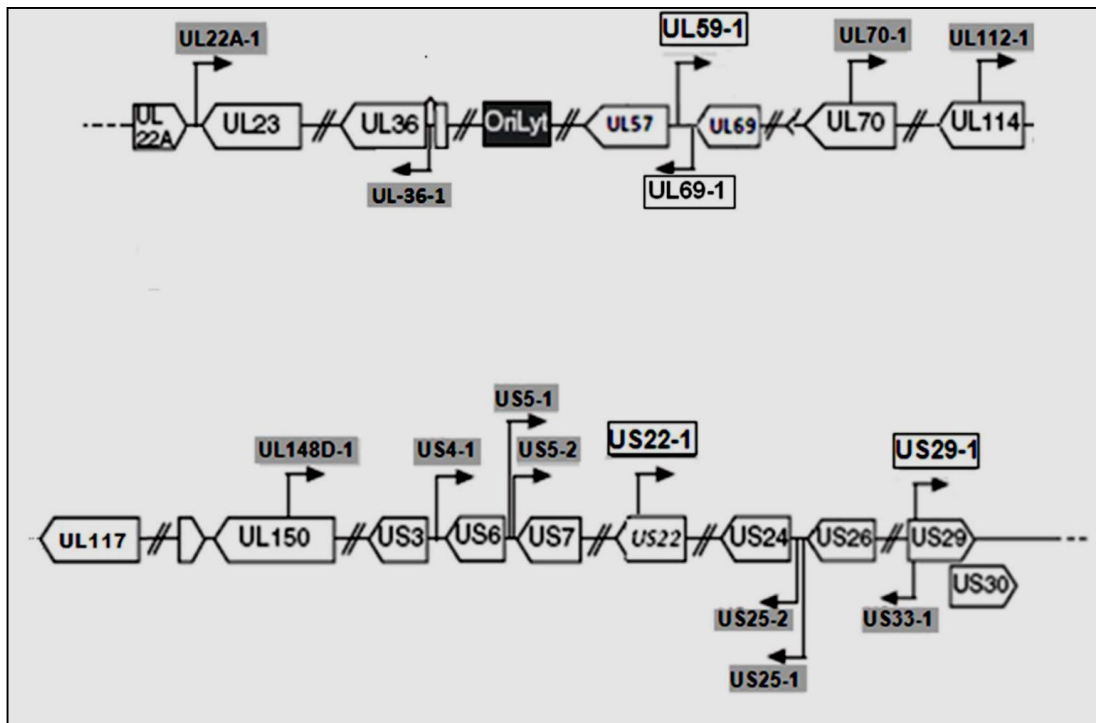 UL22A-1
UL59-1
UL70-1
UL112-1
UL
22A
UL23
UL36
OriLyt
UL57
UL69
UL70
UL114
UL-36-1
UL69-1
US5-1
UL148D-1
US4-1
US5-2
US22-1
US29-1
UL117
UL150
US3
US6
US7
US22
US24
US26
US29
US30
US25-2
US33-1
US25-1